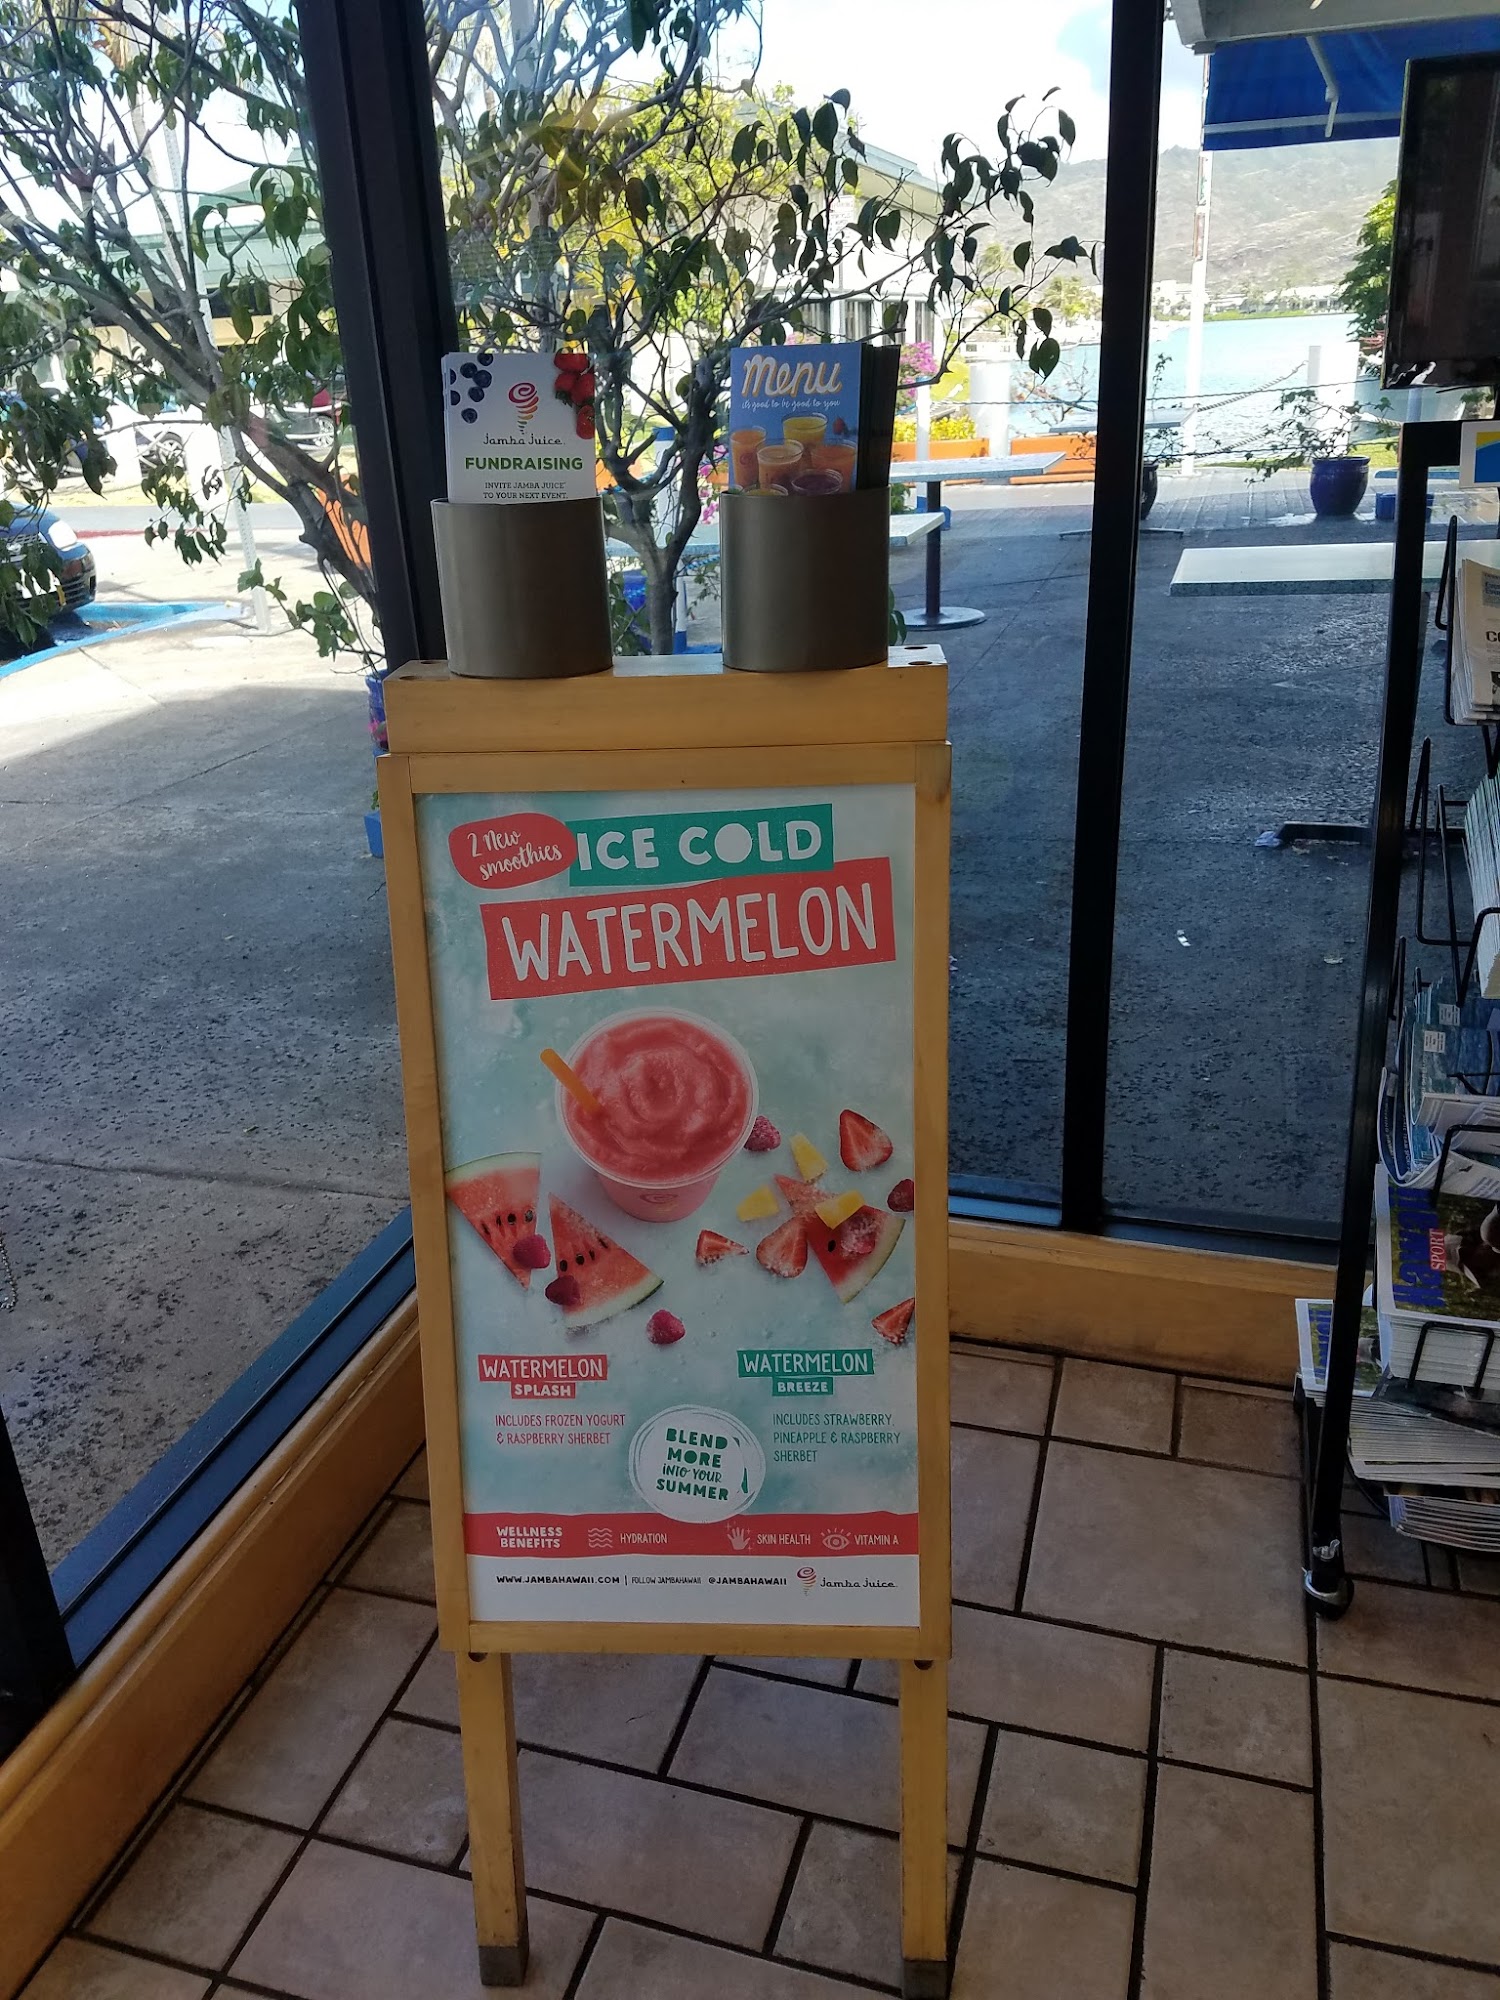 Jamba Juice
FUNDRAISING
INVITE JAMBA JUICE
TO YOUR NEXT EVENT.
Menu
it's good to be good to you
2 New
smoothies
ICE COLD
WATERMELON
WATERMELON
SPLASH
INCLUDES FROZEN YOGURT
& RASPBERRY SHERBET
WATERMELON
BREEZE
INCLUDES STRAWBERRY,
PINEAPPLE & RASPBERRY
SHERBET
BLEND
MORE
INTO YOUR
SUMMER
WELLNESS
BENEFITS
HYDRATION
SKIN HEALTH
VITAMIN A
WWW.JAMBAHAWAII.COM | FOLLOW JAMBAHAWAII @JAMBAHAWAII
Jamba Juice
SPORT